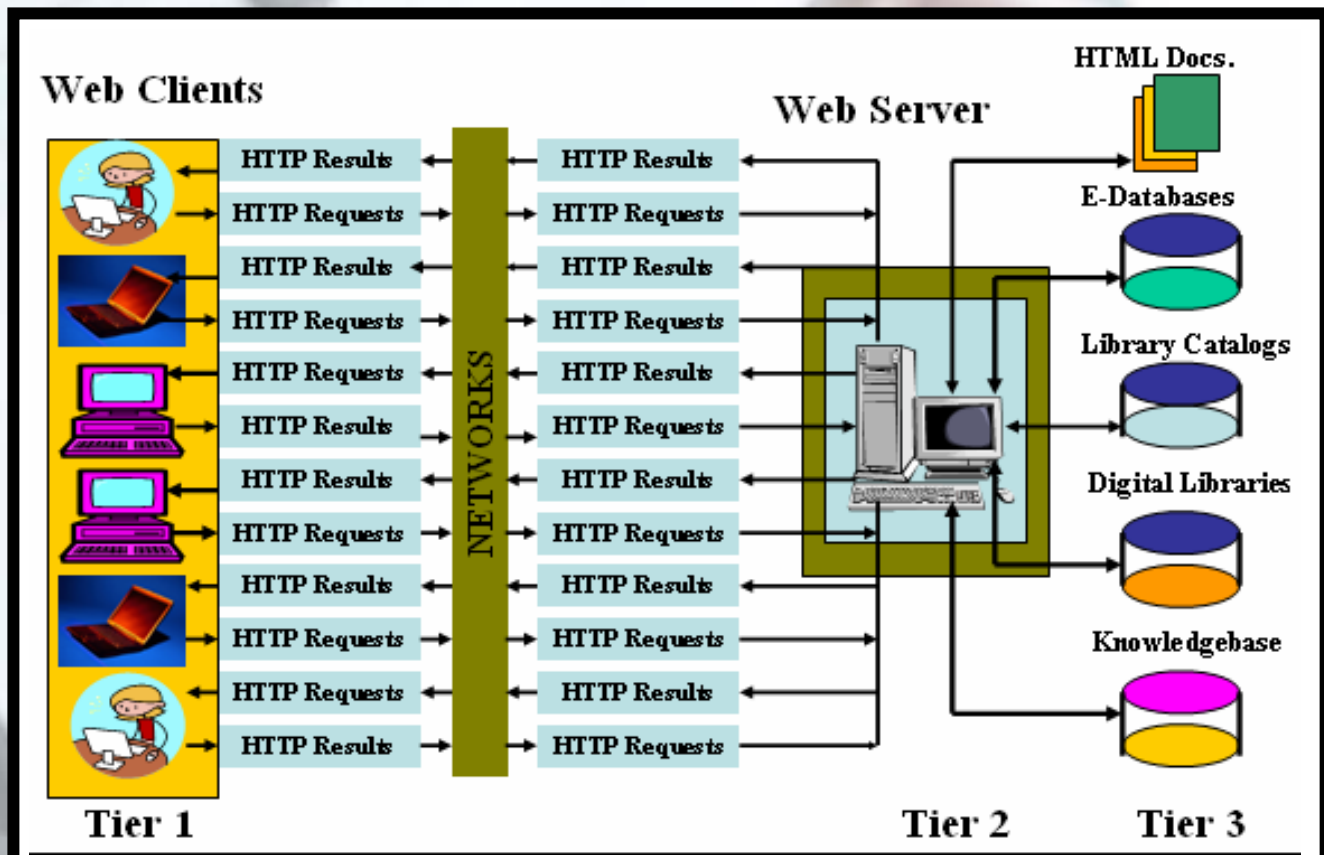 HTML Docs.
Web Clients
Web Server
HTTP Results
HTTP Results
HTTP Requests
HTTP Requests
E-Databases
HTTP Results
HTTP Results
HTTP Requests
HTTP Requests
Library Catalogs
HTTP Requests
HTTP Results
HTTP Results
HTTP Requests
NETWORKS
HTTP Results
HTTP Results
Digital Libraries
HTTP Requests
HTTP Requests
HTTP Results
HTTP Results
HTTP Requests
HTTP Requests
Knowledgebase
HTTP Requests
HTTP Results
HTTP Results
HTTP Requests
Tier 1
Tier 2
Tier 3